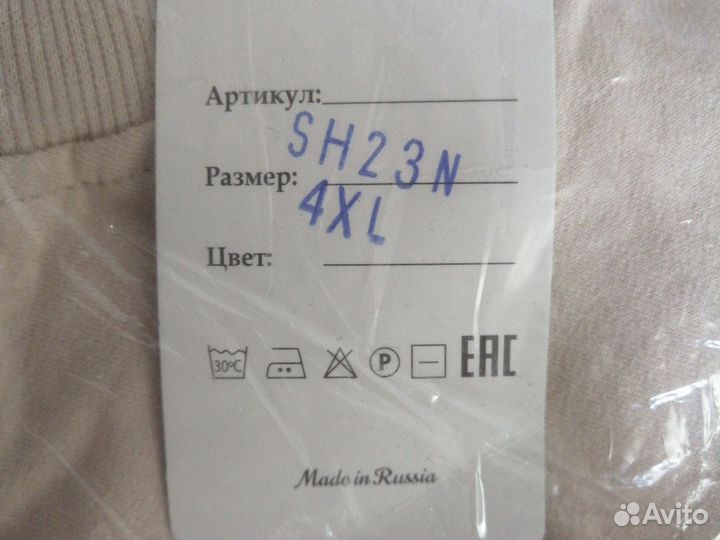 Артикул:
SH23N
Размер:
4XL
Цвет:
30°C P EAC
Made in Russia
Avito